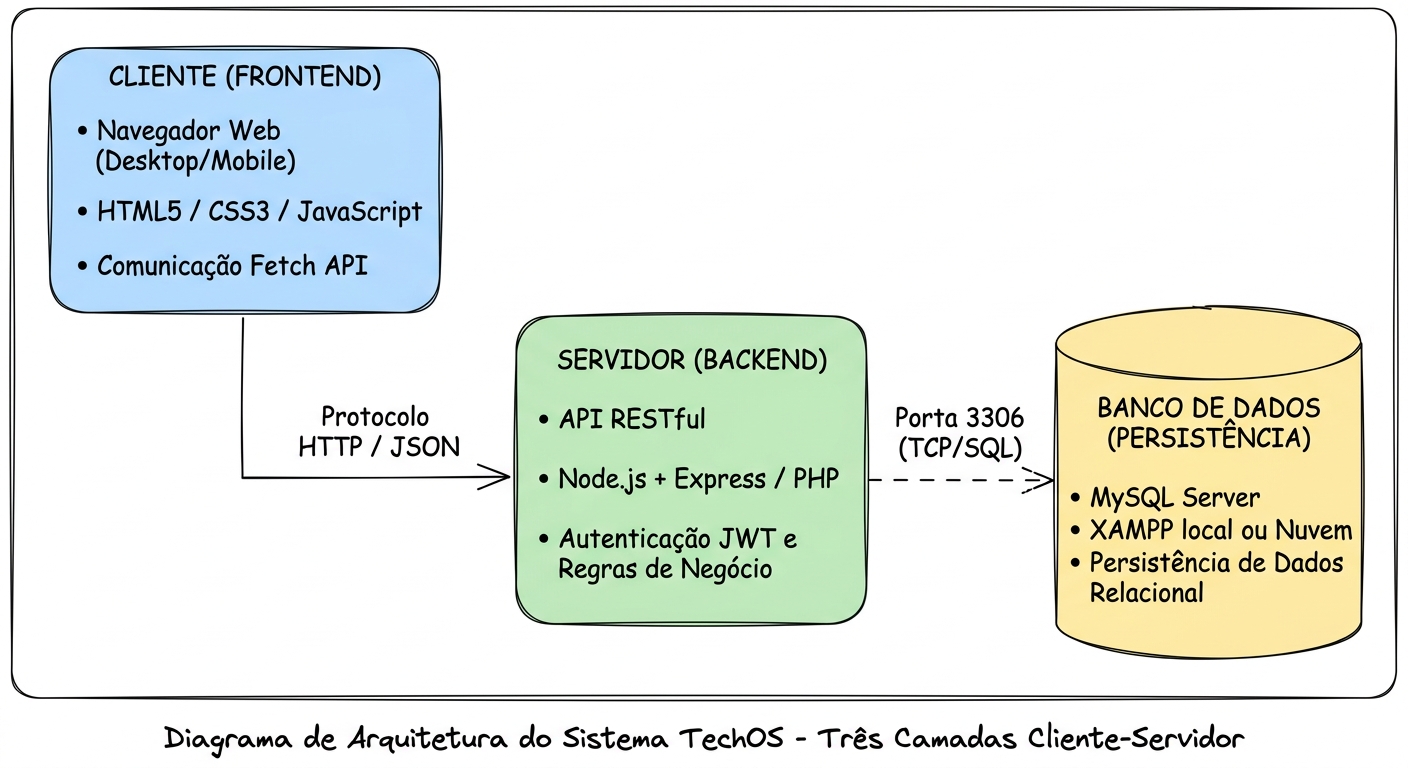 CLIENTE (FRONTEND)
• Navegador Web
(Desktop/Mobile)
• HTML5 / CSS3 / JavaScript
• Comunicação Fetch API
Protocolo
HTTP / JSON
SERVIDOR (BACKEND)
• API RESTful
• Node.js + Express / PHP
• Autenticação JWT e
Regras de Negócio
Porta 3306
(TCP/SQL)
BANCO DE DADOS
(PERSISTÊNCIA)
• MySQL Server
• XAMPP local ou Nuvem
• Persistência de Dados
Relacional
Diagrama de Arquitetura do Sistema TechOS - Três Camadas Cliente-Servidor